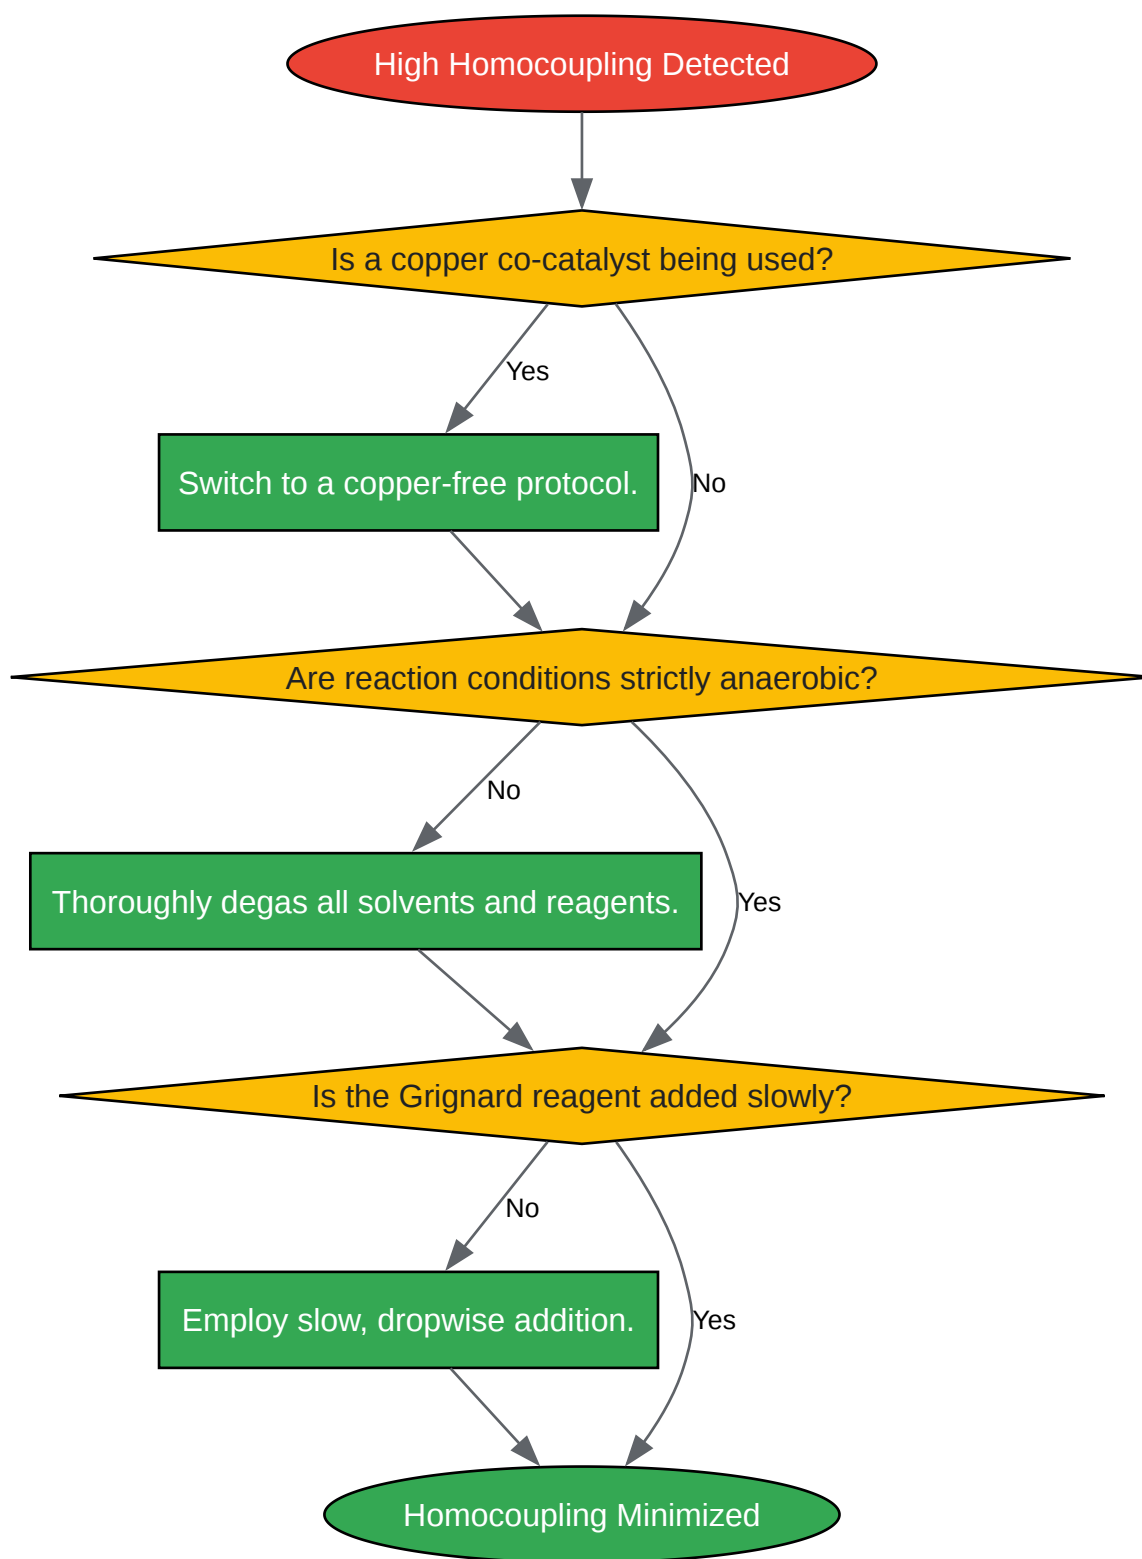 High Homocoupling Detected
Is a copper co-catalyst being used?
Yes
Switch to a copper-free protocol.
No
Are reaction conditions strictly anaerobic?
No
Thoroughly degas all solvents and reagents.
Yes
Is the Grignard reagent added slowly?
No
Employ slow, dropwise addition.
Yes
Homocoupling Minimized